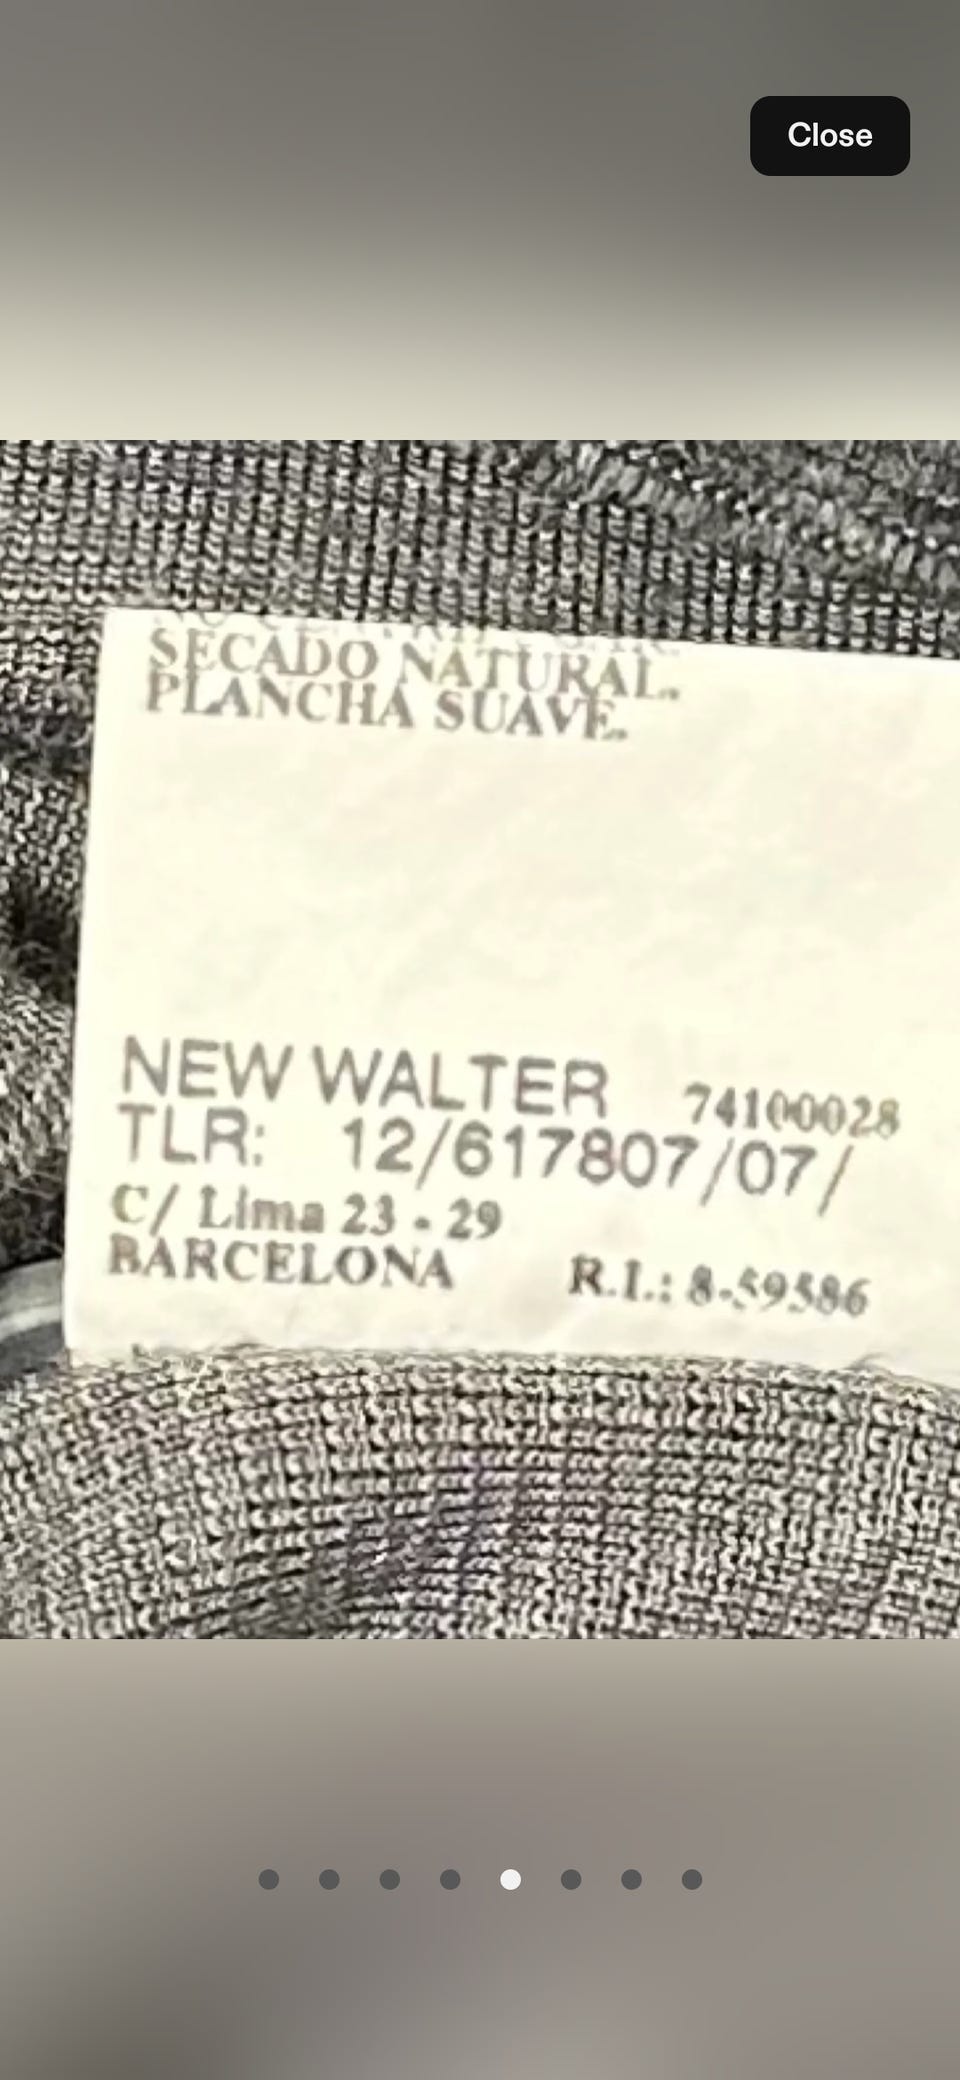 Close
SECADO NATURAL.
PLANCHA SUAVE.
NEW WALTER 74100028
TLR: 12/617807/07/
C/ Lima 23 - 29
BARCELONA R.I.: 8-59586